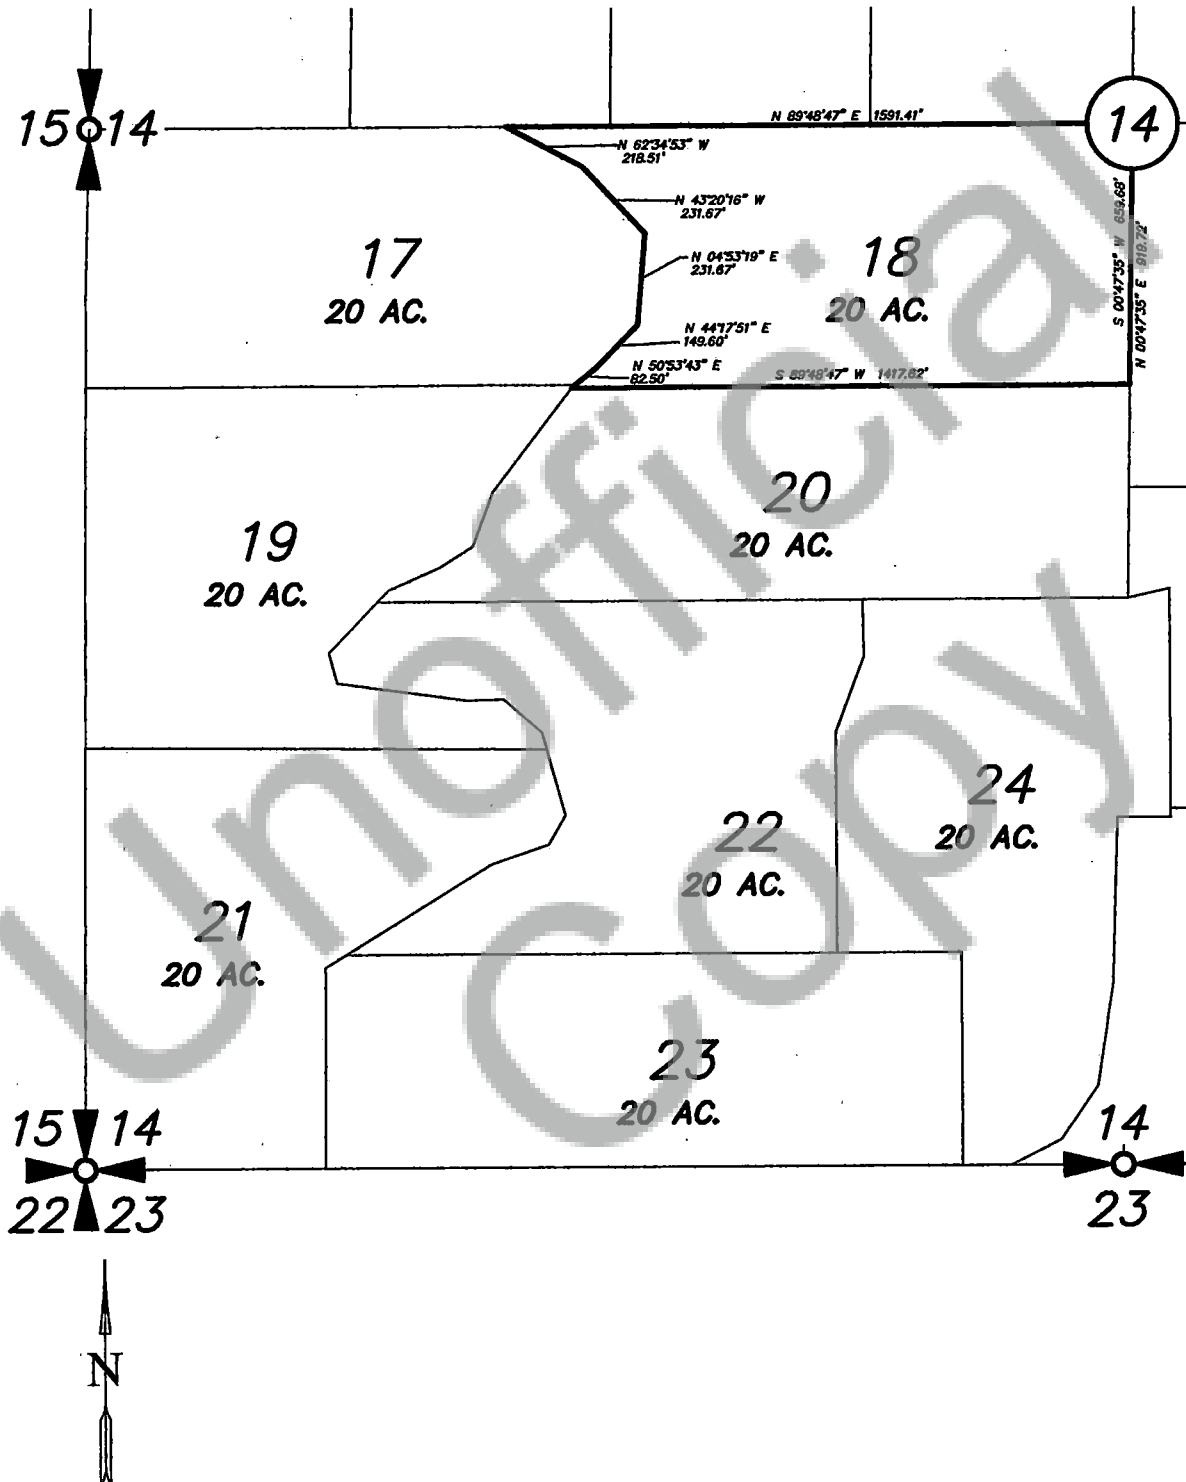 15 14
14
N 89°48'47" E 1591.41'
N 62°34'53" W
218.51'
N 43°20'16" W
231.67'
N 04°53'19" E
231.67'
N 44°17'51" E
149.60'
N 50°53'43" E
82.50'
S 89°48'47" W 1417.62'
S 00°47'35" W 659.68'
N 00°47'35" E 919.72'
17
20 AC.
18
20 AC.
20
20 AC.
19
20 AC.
24
20 AC.
22
20 AC.
21
20 AC.
23
20 AC.
15 14
22 23
14
23
N
Unofficial
Copy